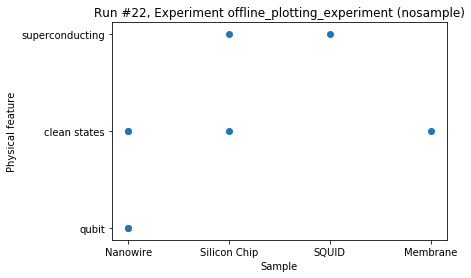 Run #22, Experiment offline_plotting_experiment (nosample)
superconducting
clean states
qubit
Physical feature
Nanowire Silicon Chip SQUID Membrane
Sample